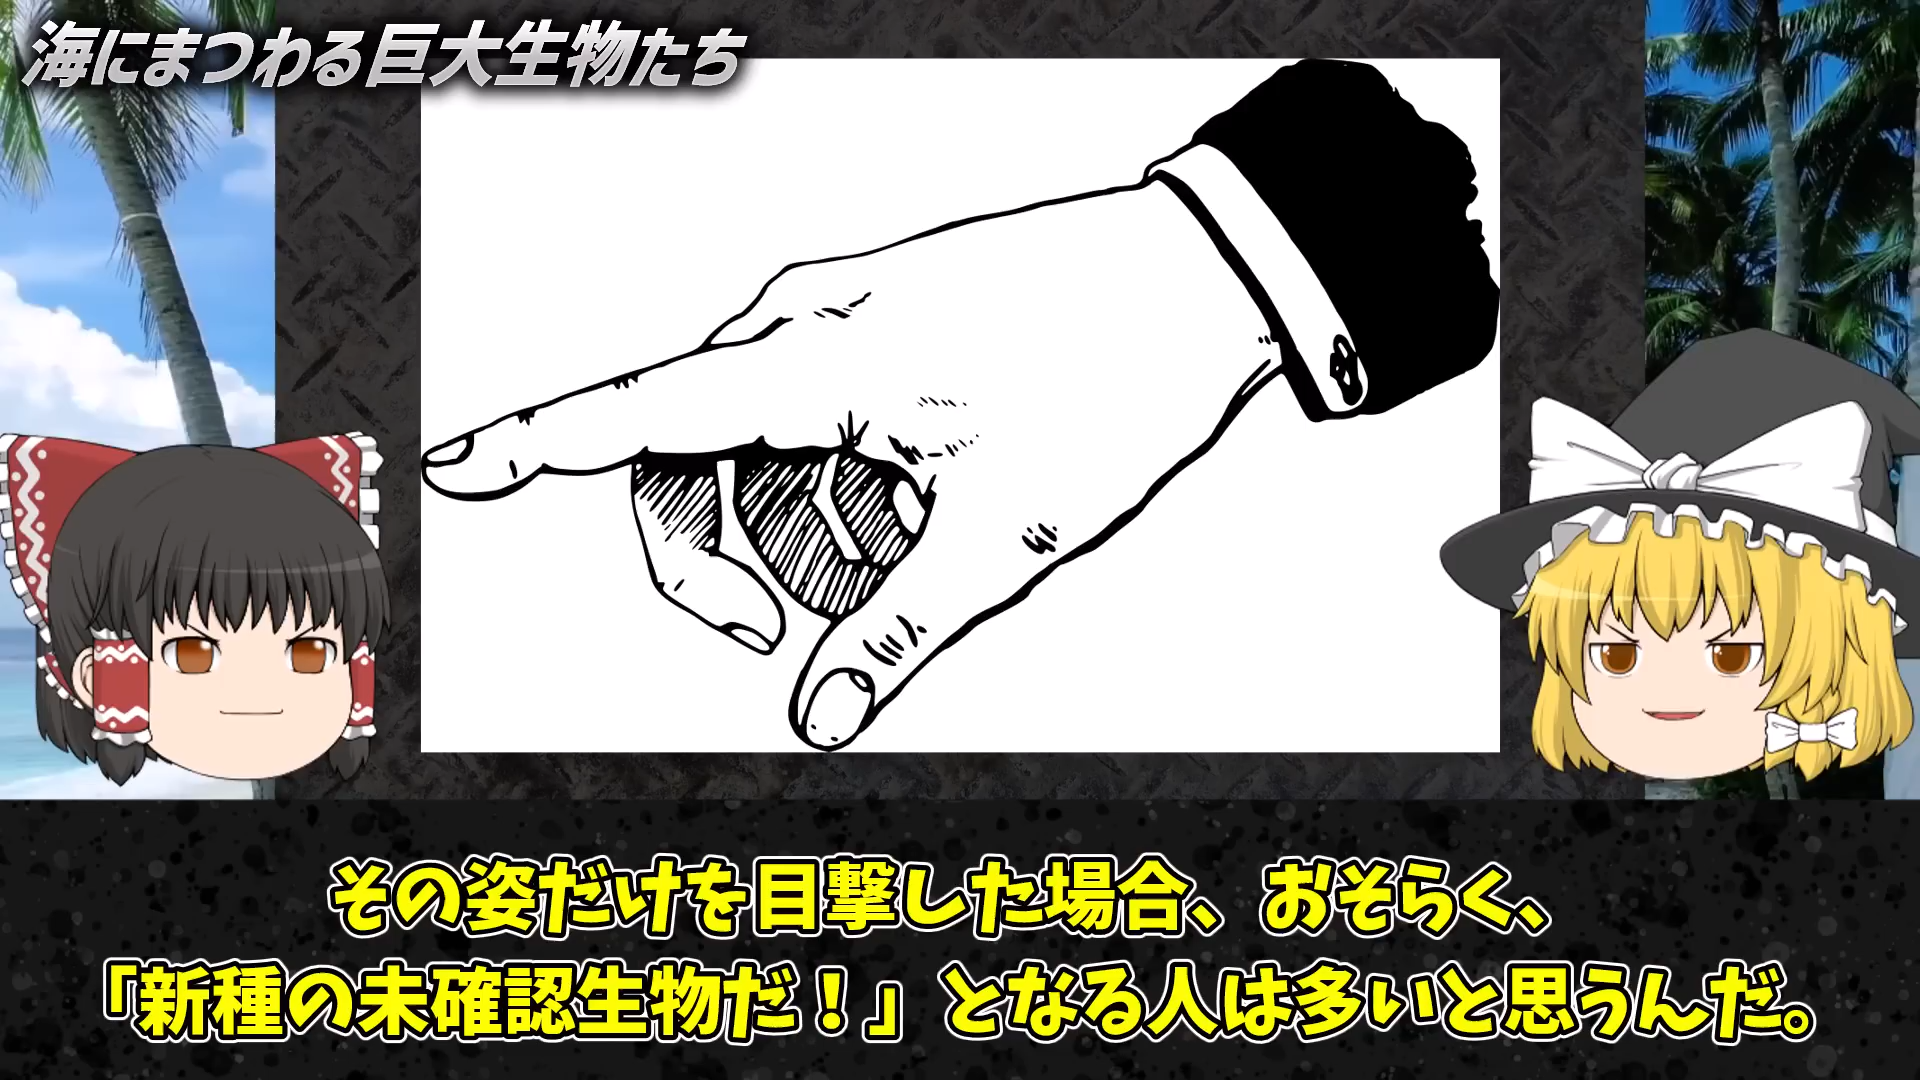 海にまつわる巨大生物たち
その姿だけを目撃した場合、おそらく、
「新種の未確認生物だ！」となる人は多いと思うんだ。